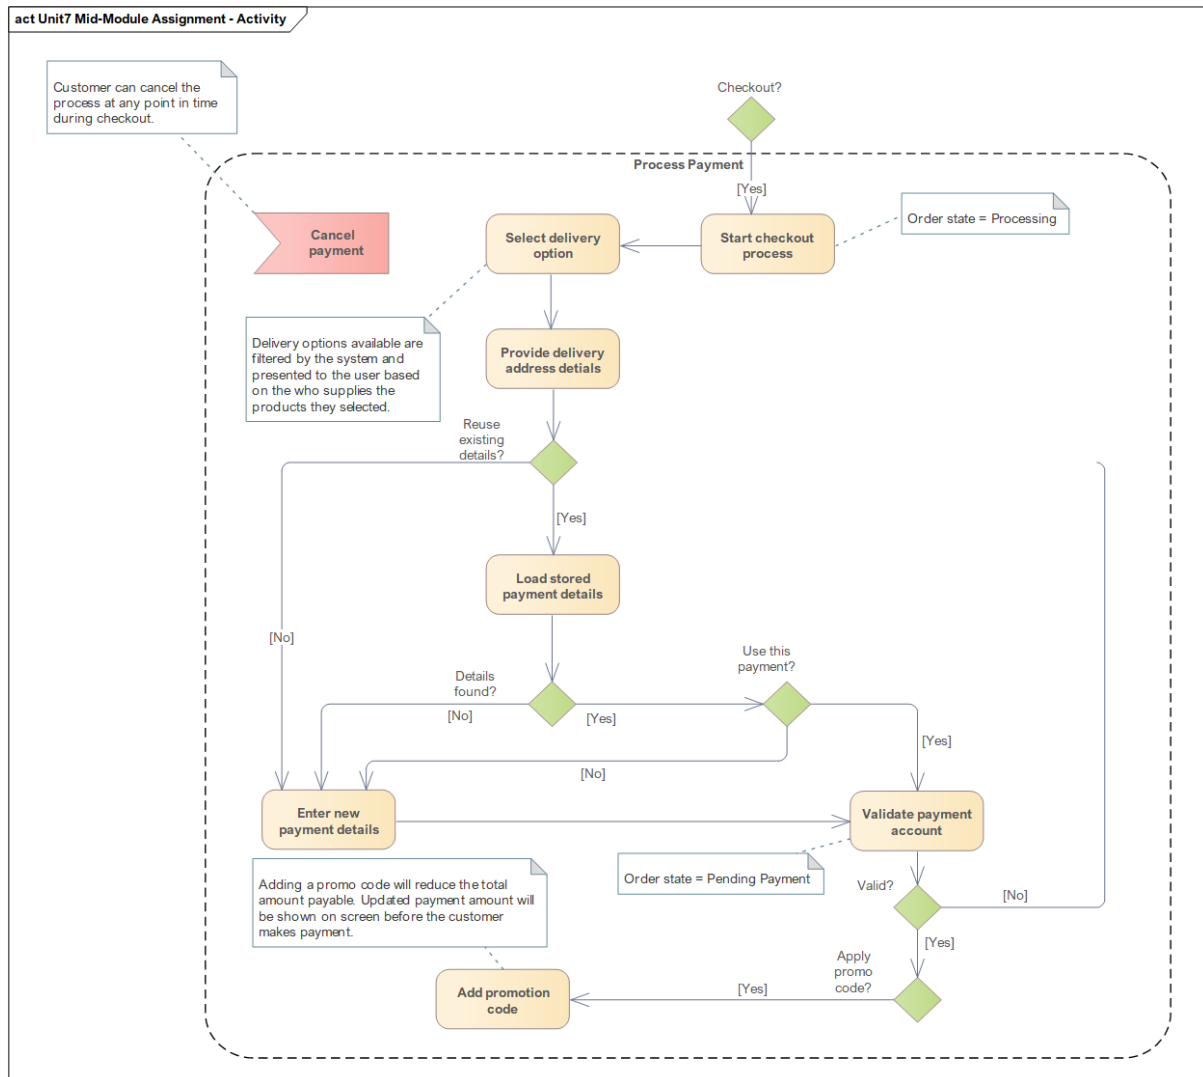 act Unit7 Mid-Module Assignment - Activity
Customer can cancel the
process at any point in time
during checkout.
Checkout?
Process Payment
[Yes]
Cancel
payment
Select delivery
option
Start checkout
process
Order state = Processing
Delivery options available are
filtered by the system and
presented to the user based
on the who supplies the
products they selected.
Provide delivery
address detials
Reuse
existing
details?
[Yes]
Load stored
payment details
[No]
Details
found?
[No]
[Yes]
Use this
payment?
[Yes]
[No]
Enter new
payment details
Validate payment
account
Order state = Pending Payment
Valid?
[No]
[Yes]
Adding a promo code will reduce the total
amount payable. Updated payment amount will
be shown on screen before the customer
makes payment.
Apply
promo
code?
[Yes]
Add promotion
code